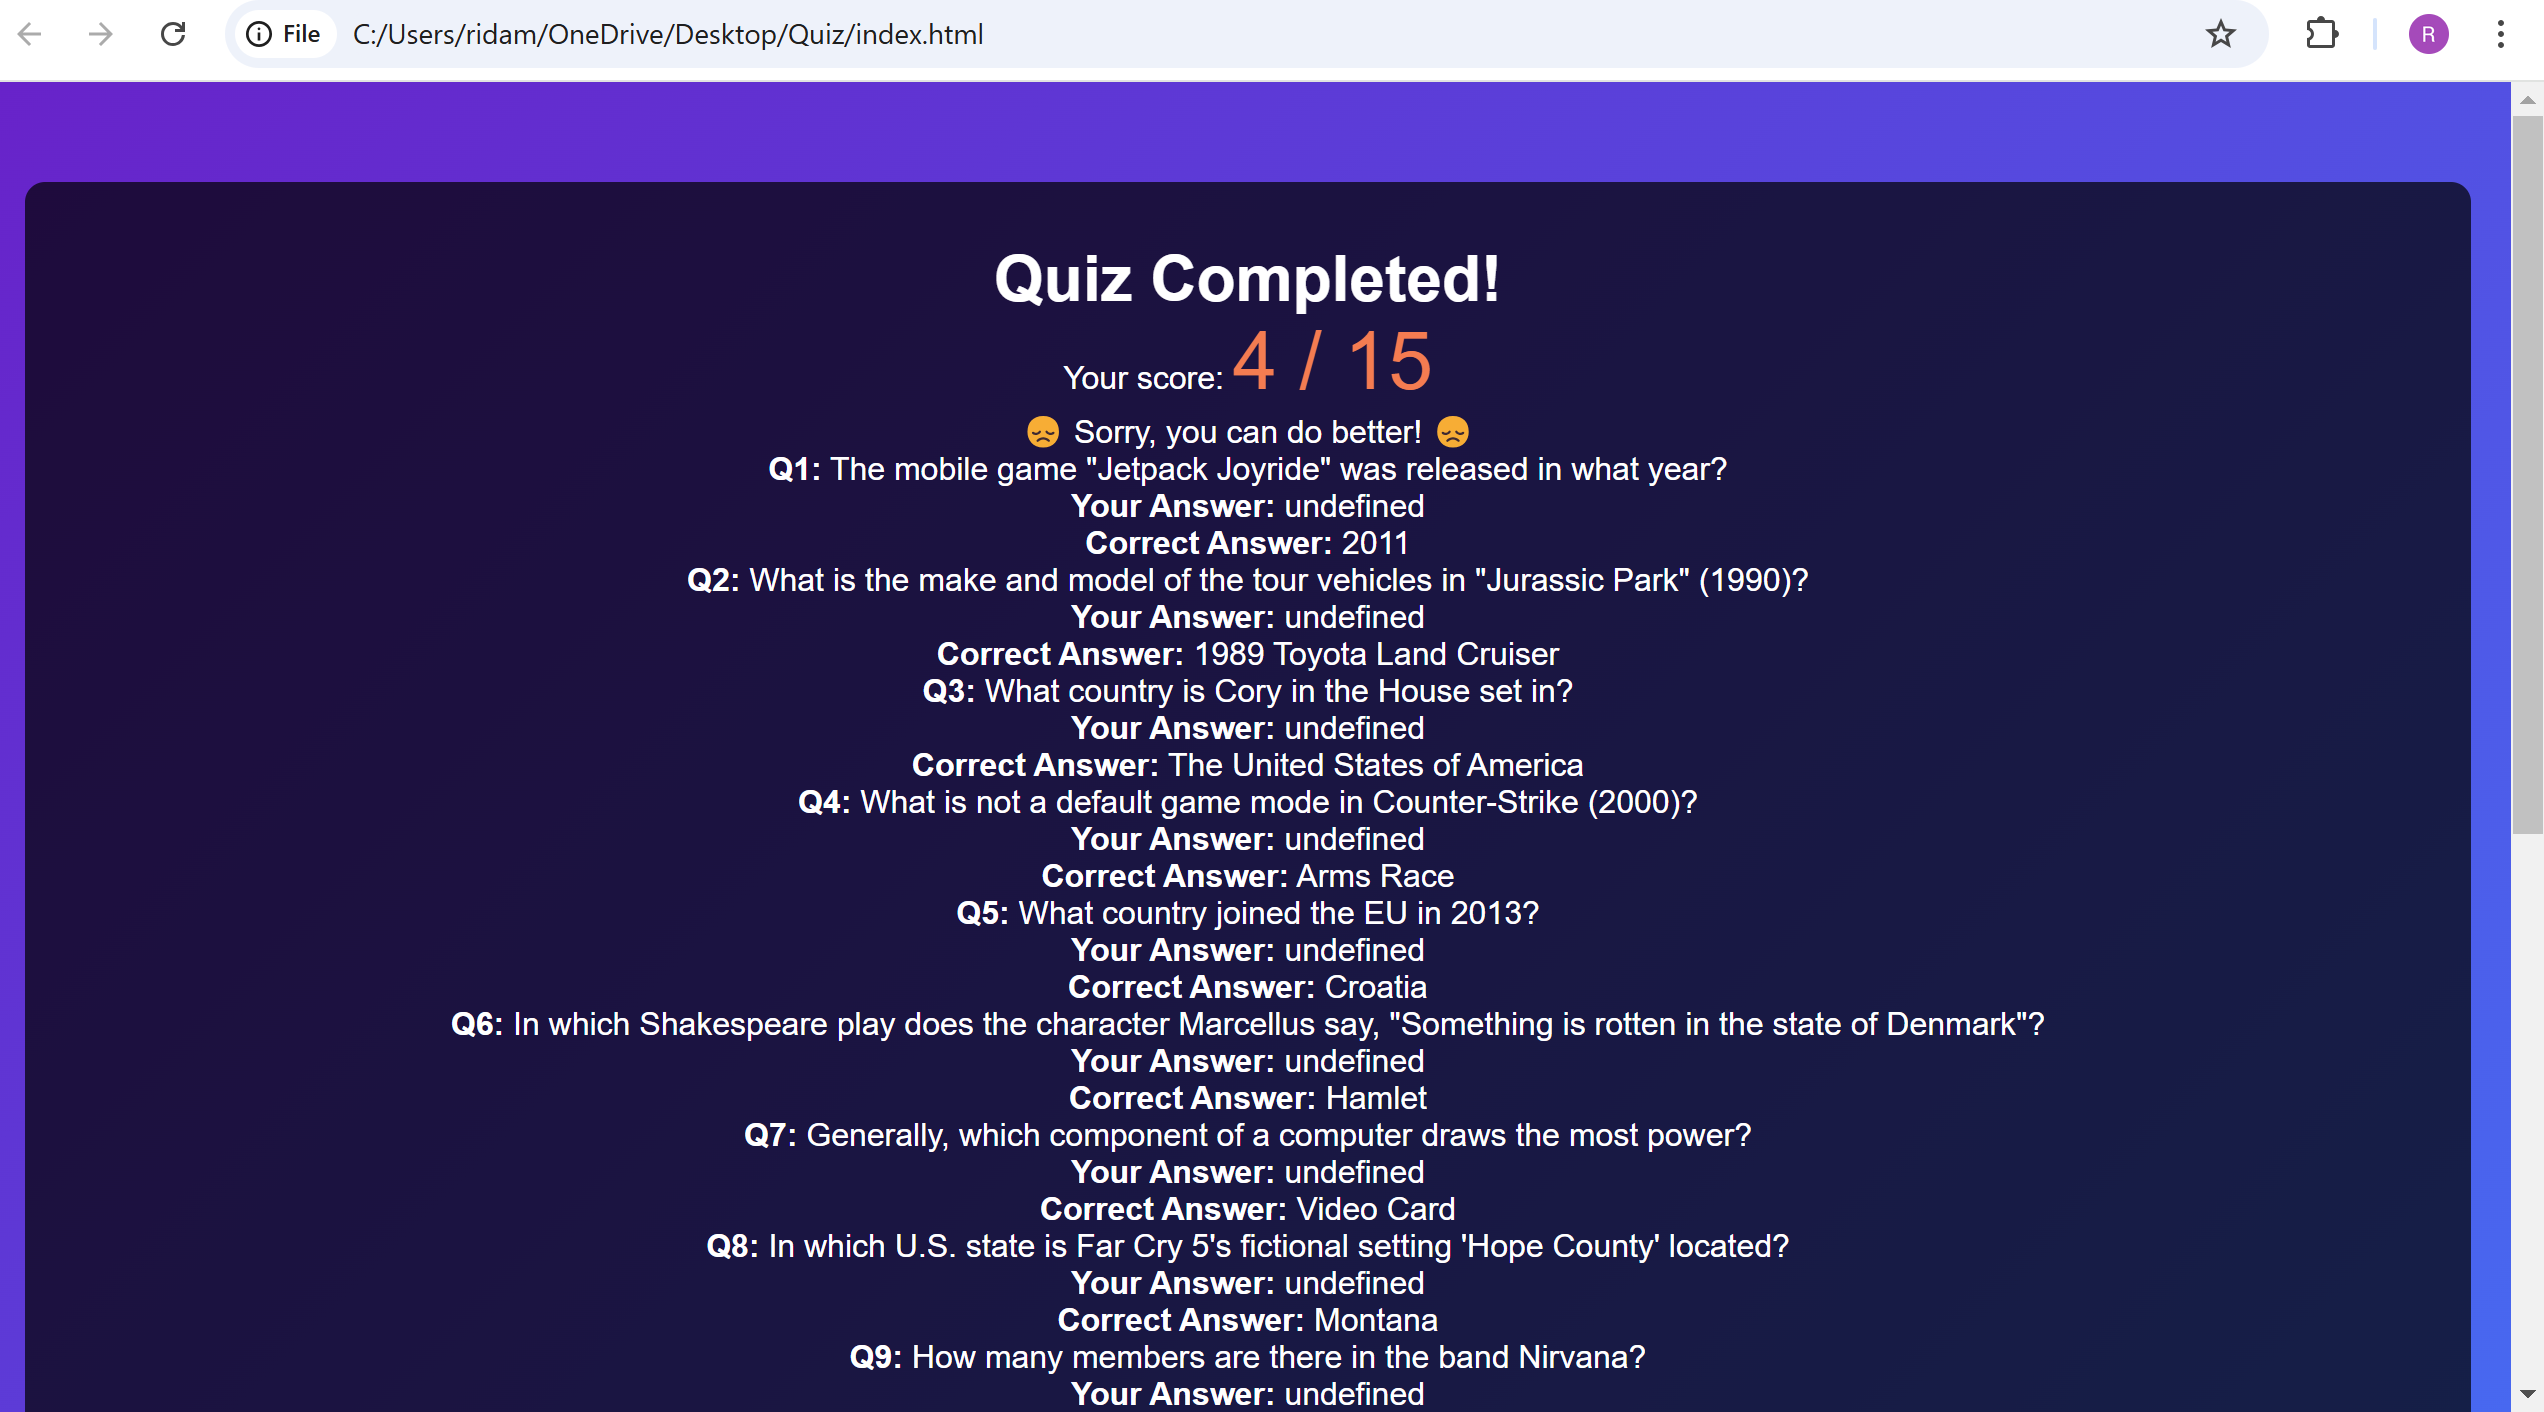 File C:/Users/ridam/OneDrive/Desktop/Quiz/index.html
R
Quiz Completed!
Your score: 4 / 15
😞 Sorry, you can do better! 😞
Q1: The mobile game "Jetpack Joyride" was released in what year?
Your Answer: undefined
Correct Answer: 2011
Q2: What is the make and model of the tour vehicles in "Jurassic Park" (1990)?
Your Answer: undefined
Correct Answer: 1989 Toyota Land Cruiser
Q3: What country is Cory in the House set in?
Your Answer: undefined
Correct Answer: The United States of America
Q4: What is not a default game mode in Counter-Strike (2000)?
Your Answer: undefined
Correct Answer: Arms Race
Q5: What country joined the EU in 2013?
Your Answer: undefined
Correct Answer: Croatia
Q6: In which Shakespeare play does the character Marcellus say, "Something is rotten in the state of Denmark"?
Your Answer: undefined
Correct Answer: Hamlet
Q7: Generally, which component of a computer draws the most power?
Your Answer: undefined
Correct Answer: Video Card
Q8: In which U.S. state is Far Cry 5's fictional setting 'Hope County' located?
Your Answer: undefined
Correct Answer: Montana
Q9: How many members are there in the band Nirvana?
Your Answer: undefined